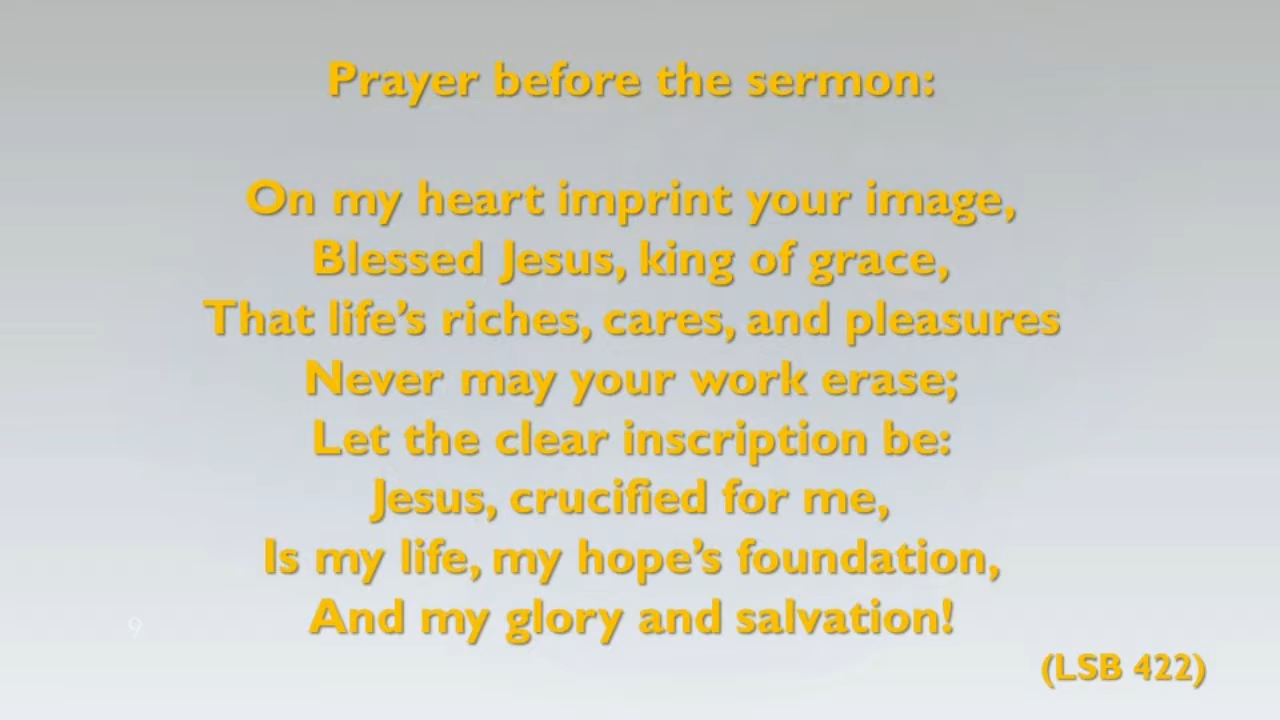 Prayer before the sermon:
On my heart imprint your image,
Blessed Jesus, king of grace,
That life’s riches, cares, and pleasures
Never may your work erase;
Let the clear inscription be:
Jesus, crucified for me,
Is my life, my hope’s foundation,
And my glory and salvation!
9
(LSB 422)